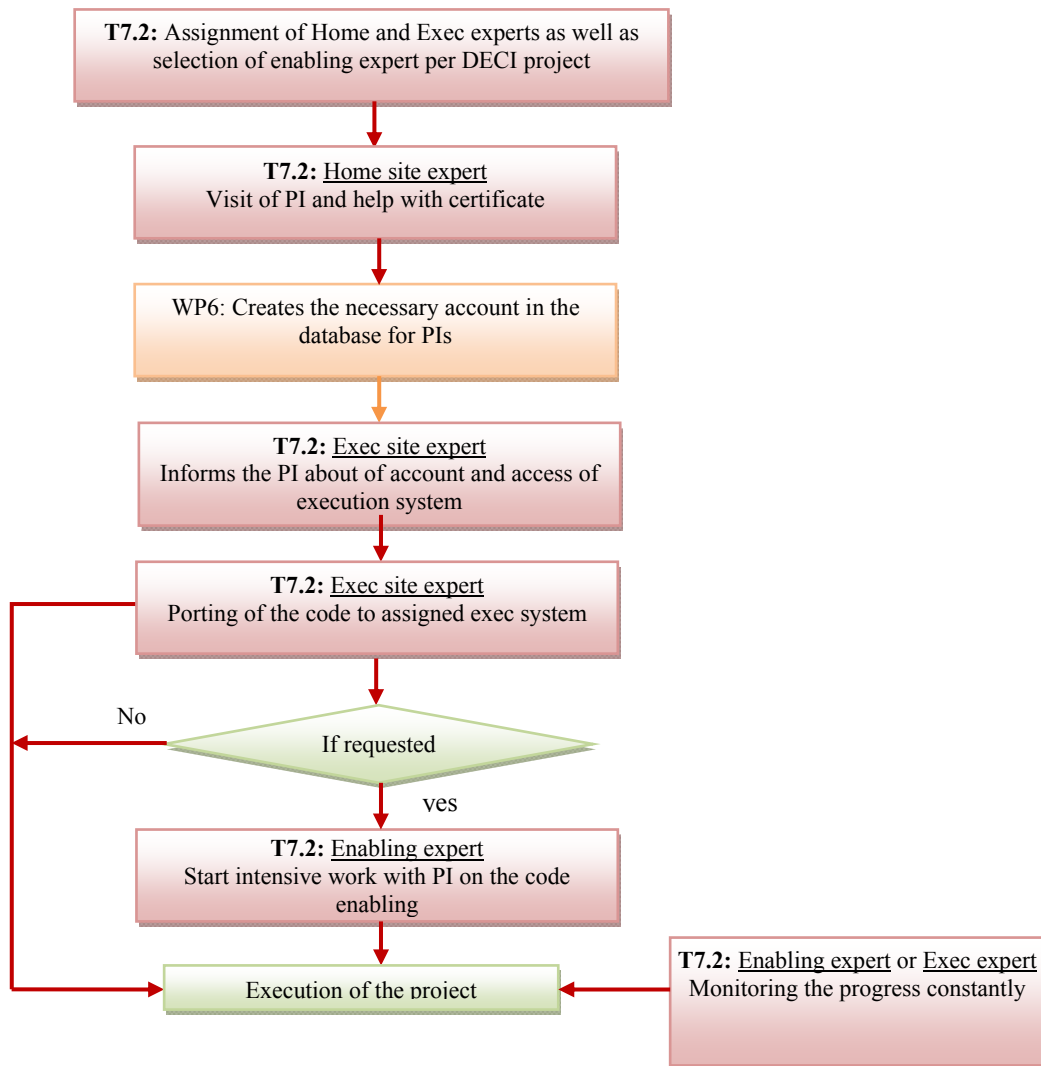 T7.2: Assignment of Home and Exec experts as well as
selection of enabling expert per DECI project
T7.2: Home site expert
Visit of PI and help with certificate
WP6: Creates the necessary account in the
database for PIs
T7.2: Exec site expert
Informs the PI about of account and access of
execution system
T7.2: Exec site expert
Porting of the code to assigned exec system
No
If requested
yes
T7.2: Enabling expert
Start intensive work with PI on the code
enabling
T7.2: Enabling expert or Exec expert
Monitoring the progress constantly
Execution of the project